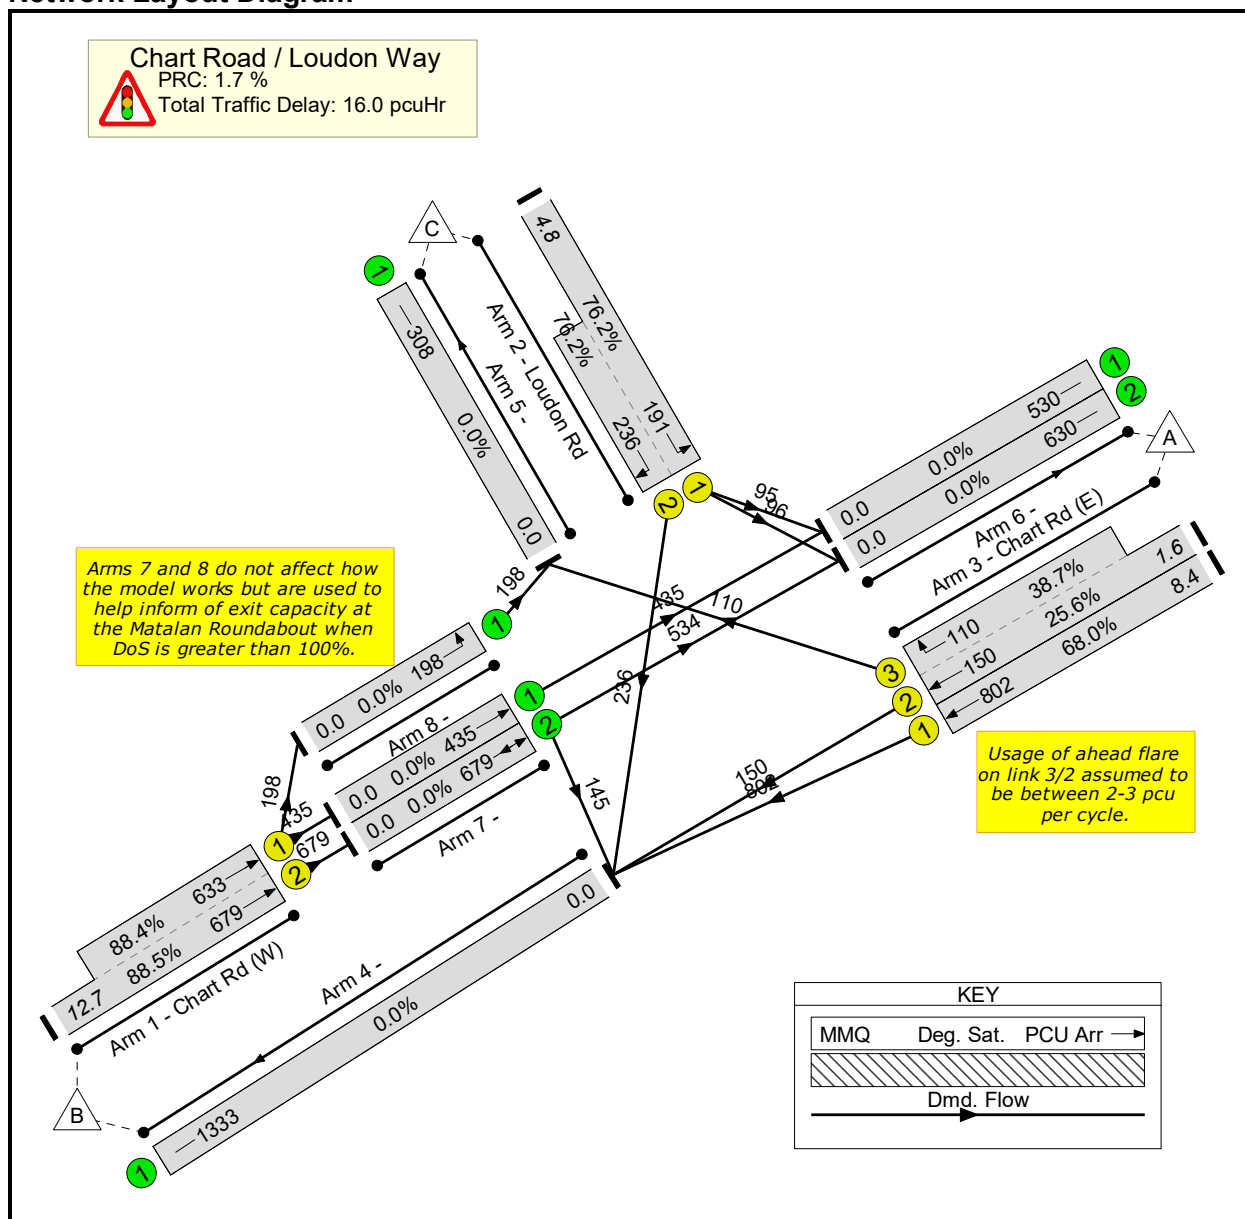 Network Layout Diagram
Chart Road / Loudon Way
PRC: 1.7 %
Total Traffic Delay: 16.0 pcuHr
C
1
308
0.0%
0.0
Arm 5 -
Arm 2 - Loudon Rd
4.8
76.2%
76.2%
191
236
2
1
95
96
1
2
530
0.0%
0.0
630
0.0%
0.0
A
Arm 6 -
Arm 3 - Chart Rd (E)
38.7%
110
1.6
25.6%
150
8.4
68.0%
802
3
2
1
Usage of ahead flare
on link 3/2 assumed to
be between 2-3 pcu
per cycle.
Arms 7 and 8 do not affect how
the model works but are used to
help inform of exit capacity at
the Matalan Roundabout when
DoS is greater than 100%.
198
1
0.0 0.0% 198
Arm 8 -
435
534
110
236
1
2
0.0 0.0% 435
0.0 0.0% 679
Arm 7 -
145
150
802
198
435
679
1
2
88.4% 633
12.7 88.5% 679
Arm 1 - Chart Rd (W)
B
Arm 4 -
0.0
0.0%
1333
1
KEY
MMQ Deg. Sat. PCU Arr
Dmd. Flow